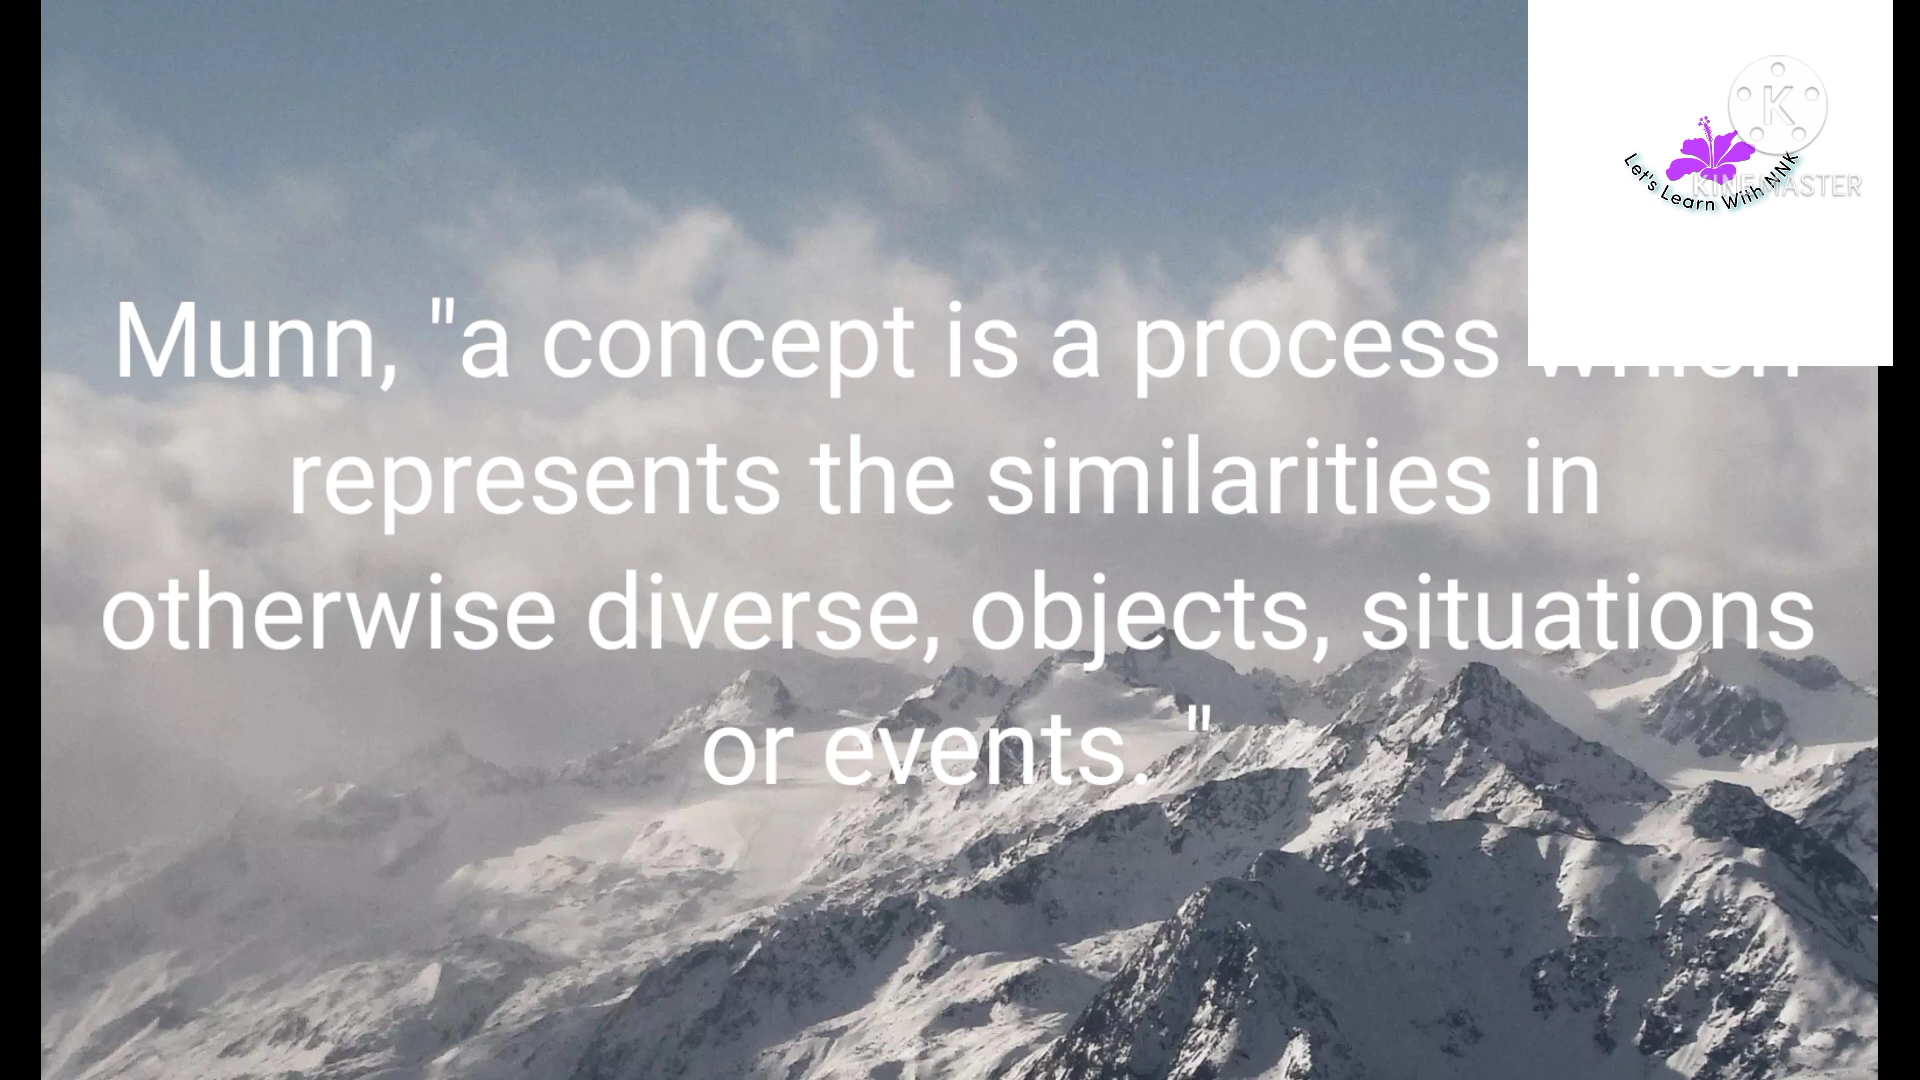 K
KINEMASTER
Let's Learn With NNK
Munn, "a concept is a process which
represents the similarities in
otherwise diverse, objects, situations
or events. "